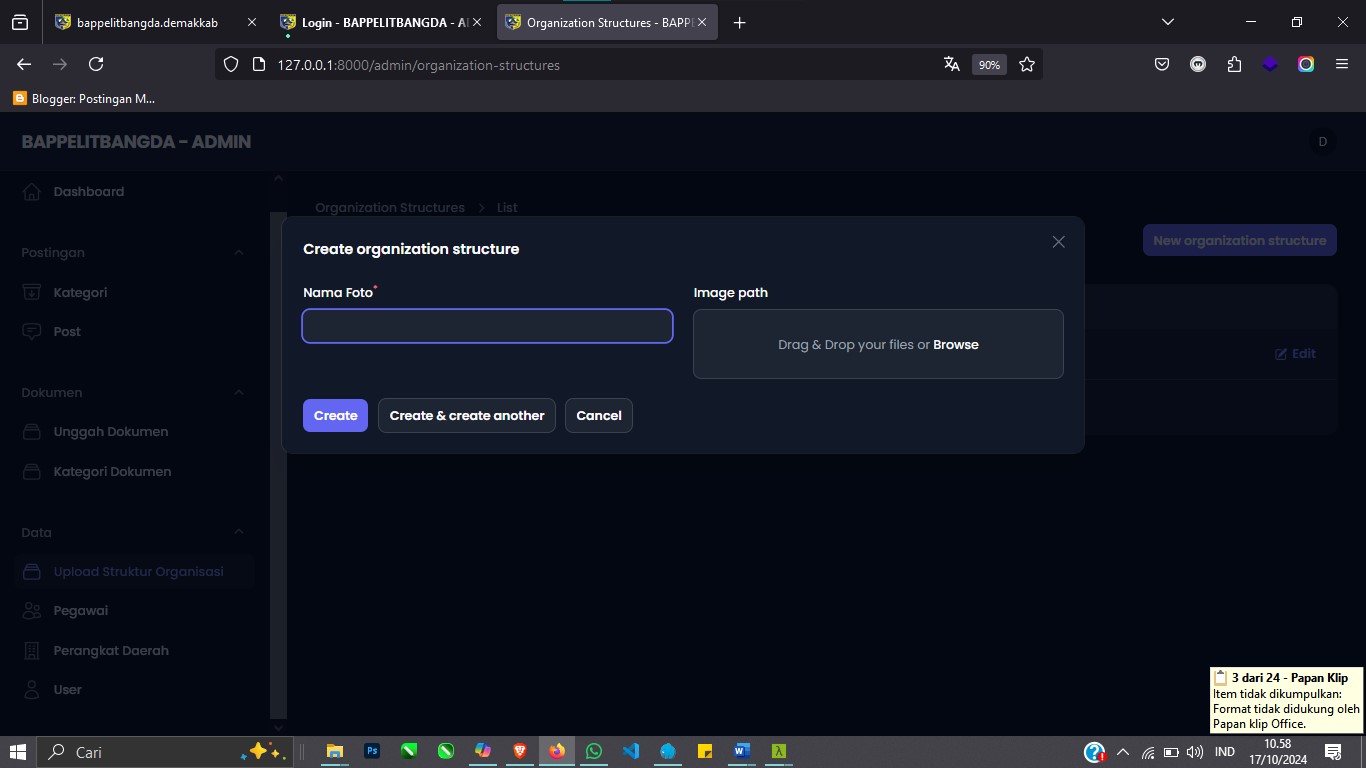 bappelitbangda.demakkab
Login - BAPPELITBANGDA - A
Organization Structures - BAPP
127.0.0.1:8000/admin/organization-structures
90%
Blogger: Postingan M...
BAPPELITBANGDA - ADMIN
D
Dashboard
Organization Structures > List
New organization structure
Create organization structure
Postingan
Kategori
Post
Nama Foto*
Image path
Drag & Drop your files or Browse
Edit
Create
Create & create another
Cancel
Dokumen
Unggah Dokumen
Kategori Dokumen
Data
Upload Struktur Organisasi
Pegawai
Perangkat Daerah
User
3 dari 24 - Papan Klip
Item tidak dikumpulkan:
Format tidak didukung oleh
Papan klip Office.
Cari
Ps
W
IND
10.58
17/10/2024